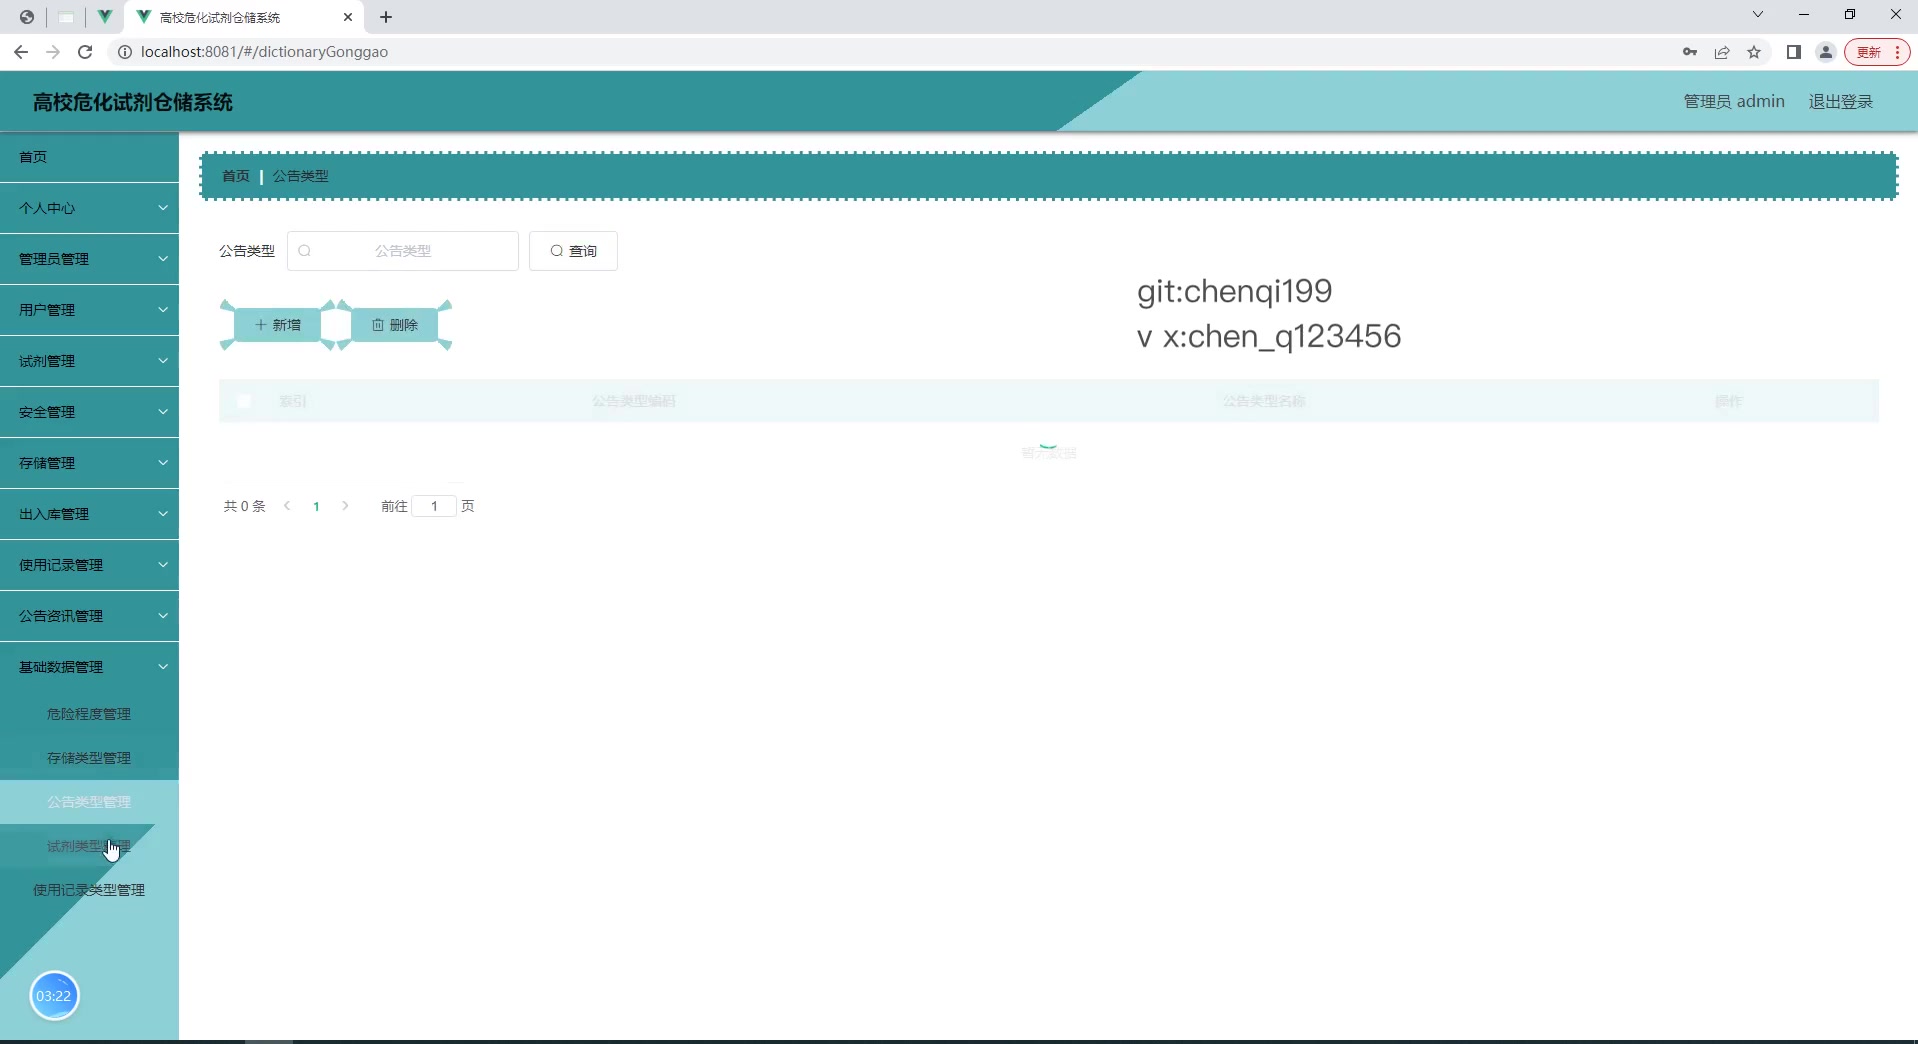 高校危化试剂仓储系统
localhost:8081/#/dictionaryGonggao
更新
高校危化试剂仓储系统
管理员 admin
退出登录
首页
个人中心
管理员管理
用户管理
试剂管理
安全管理
存储管理
出入库管理
使用记录管理
公告资讯管理
基础数据管理
危险程度管理
存储类型管理
公告类型管理
试剂类型管理
使用记录类型管理
03:22
首页 | 公告类型
公告类型 公告类型 查询
新增 删除
git:chenqi199
v x:chen_q123456
索引 公告类型编码 公告类型名称 操作
暂无数据
共 0 条 1 前往 1 页